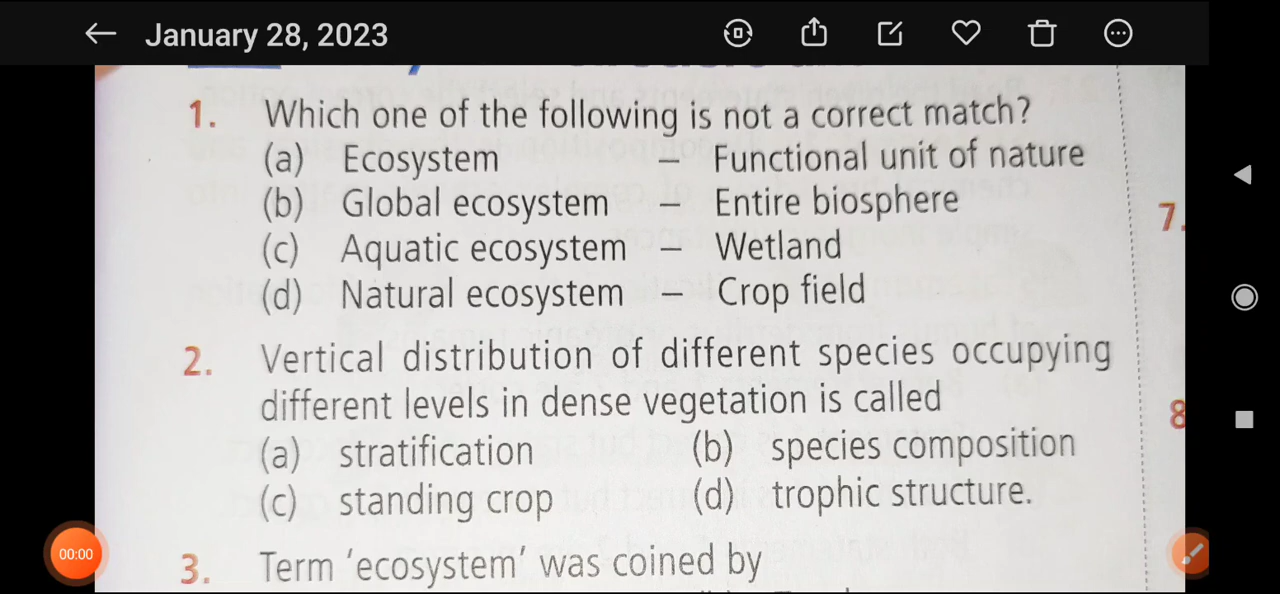 January 28, 2023
1. Which one of the following is not a correct match?
(a) Ecosystem – Functional unit of nature
(b) Global ecosystem – Entire biosphere
(c) Aquatic ecosystem – Wetland
(d) Natural ecosystem – Crop field
7.
2. Vertical distribution of different species occupying
different levels in dense vegetation is called
8
(a) stratification (b) species composition
(c) standing crop (d) trophic structure.
00:00
3. Term ‘ecosystem’ was coined by